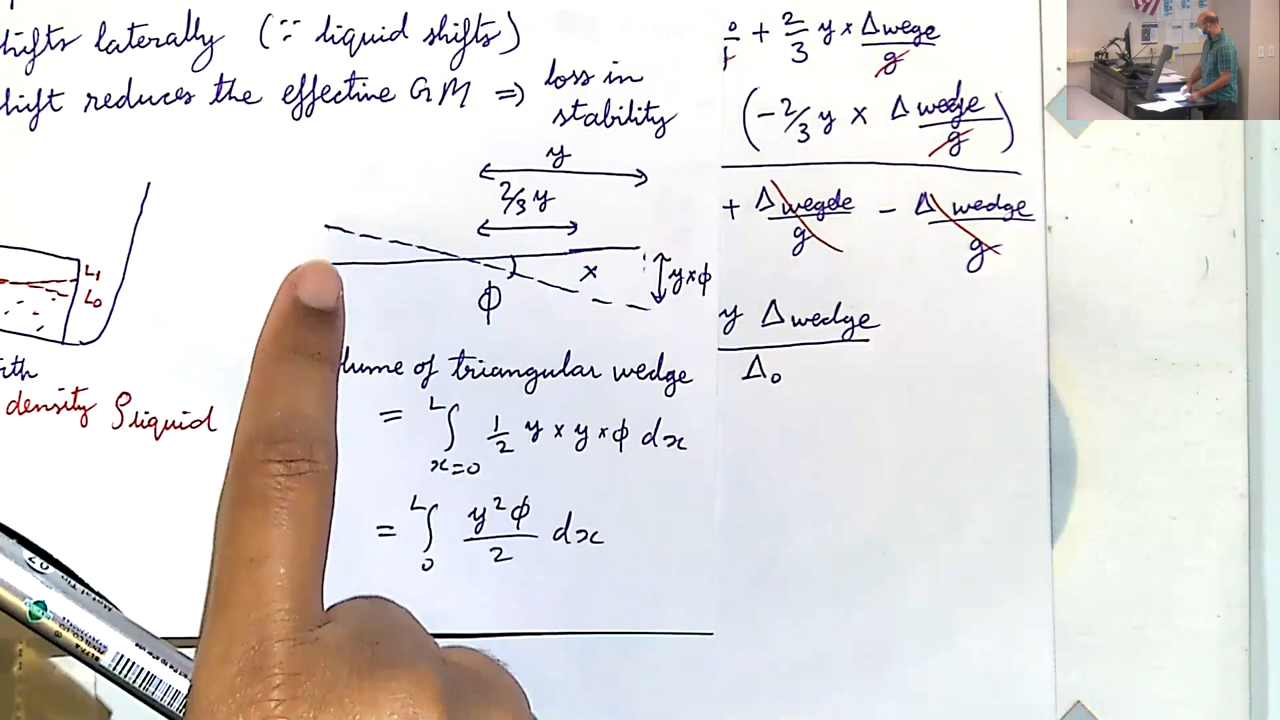 shifts laterally (∵ liquid shifts)
shift reduces the effective GM ⇒ loss in stability
y
2/3 y
L1
L0
ϕ
x
y×ϕ
density ρliquid
lume of triangular wedge
= ∫ x=0 L 1/2 y × y × ϕ dx
= ∫ 0 L y²ϕ/2 dx
+ 2/3 y × Δwege/g
(-2/3 y × Δwedge/g)
+ Δwegde/g - Δwedge/g
y Δwedge
Δ0